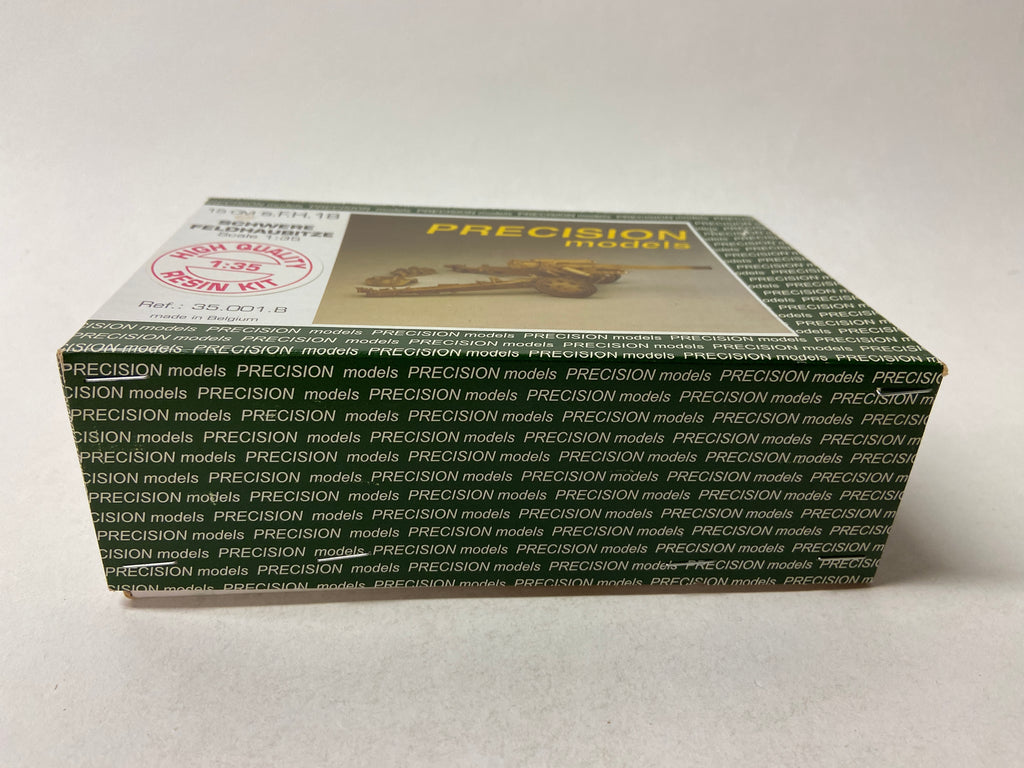 15 cM s.F.H. 18
SCHWERE
FELDHAUBITZE
Scale 1:35
HIGH QUALITY
1:35
RESIN KIT
Ref.: 35.001.B
made in Belgium
PRECISION
models
PRECISION models PRECISION models PRECISION models PRECISION models PRECISION models PRECISION
PRECISION models PRECISION models PRECISION models PRECISION models PRECISION models
PRECISION models PRECISION models PRECISION models PRECISION models PRECISION models PRECISION
models PRECISION models PRECISION models PRECISION models PRECISION models PRECISION
PRECISION models PRECISION models PRECISION models PRECISION models PRECISION models PRECISION
models PRECISION models PRECISION models PRECISION models PRECISION models PRECISION
PRECISION models PRECISION models PRECISION models PRECISION models PRECISION models PRECISION
models PRECISION models PRECISION models PRECISION models PRECISION models PRECISION
PRECISION models PRECISION models PRECISION models PRECISION models PRECISION models
models PRECISION models PRECISION models PRECISION models PRECISION models PRECISION
PRECISION models PRECISION models PRECISION models PRECISION models PRECISION models